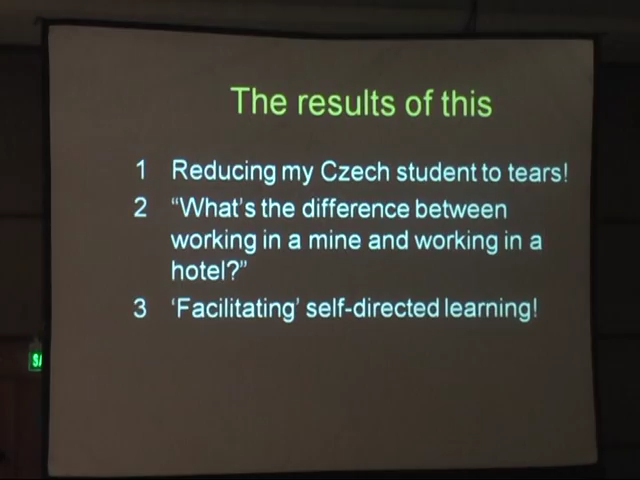 The results of this
1 Reducing my Czech student to tears!
2 “What’s the difference between
working in a mine and working in a
hotel?”
3 ‘Facilitating’ self-directed learning!